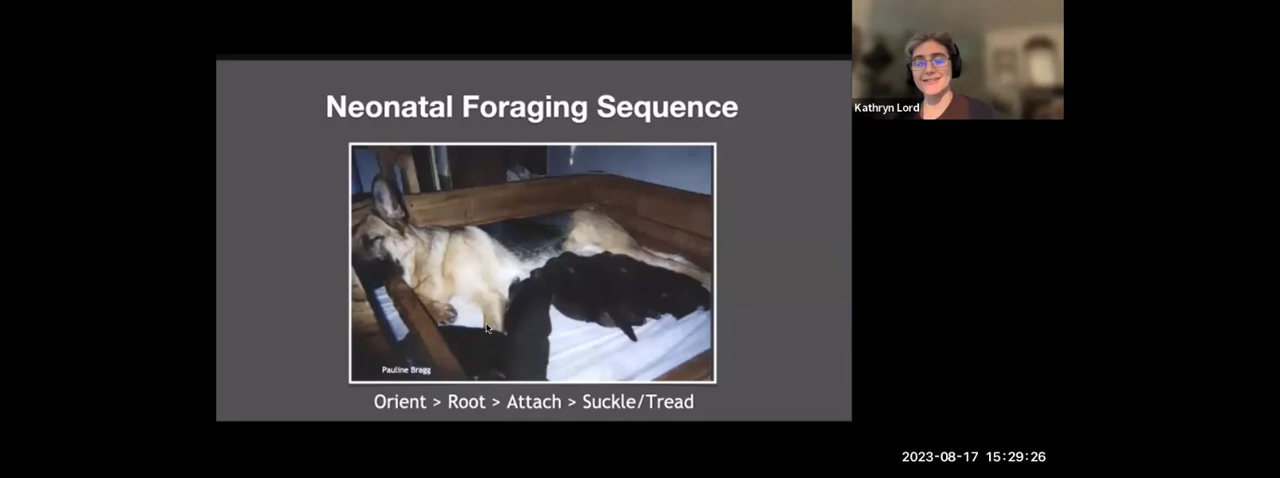 Neonatal Foraging Sequence
Kathryn Lord
Pauline Bragg
Orient > Root > Attach > Suckle/Tread
2023-08-17 15:29:26